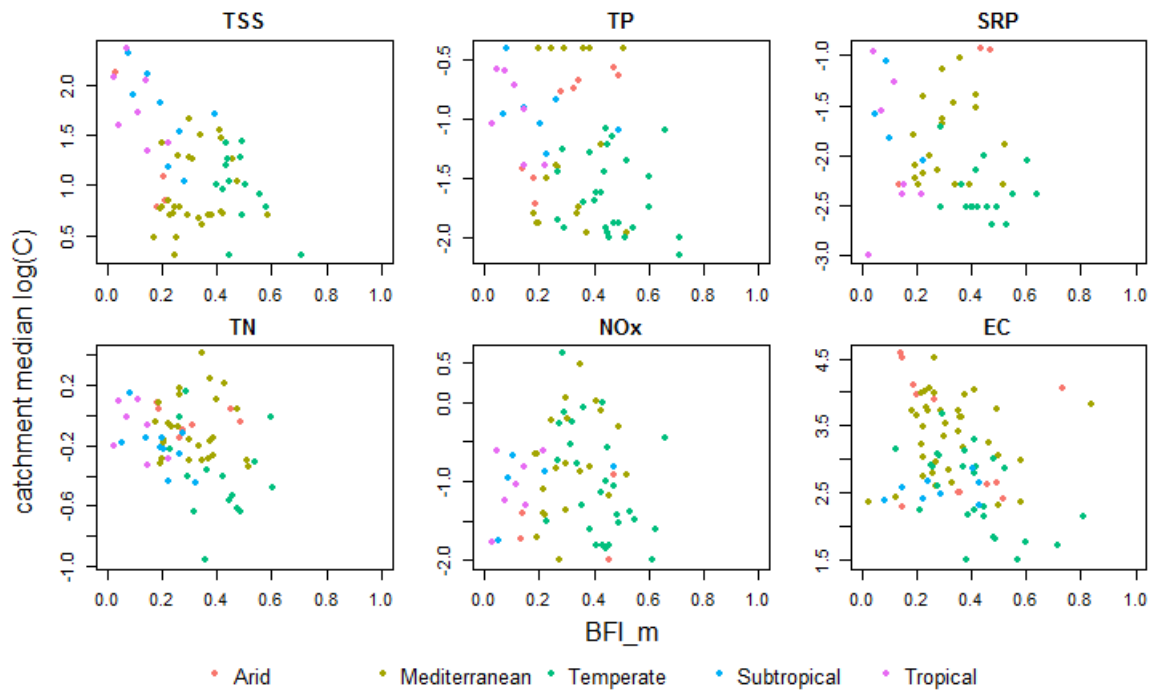 TSS TP SRP
2.0
1.5
1.0
0.5
0.0 0.2 0.4 0.6 0.8 1.0
-0.5
-1.0
-1.5
-2.0
0.0 0.2 0.4 0.6 0.8 1.0
-1.0
-1.5
-2.0
-2.5
-3.0
0.0 0.2 0.4 0.6 0.8 1.0
catchment median log(C)
TN NOx EC
0.2
-0.2
-0.6
-1.0
0.0 0.2 0.4 0.6 0.8 1.0
0.5
0.0
-1.0
-2.0
0.0 0.2 0.4 0.6 0.8 1.0
4.5
3.5
2.5
1.5
0.0 0.2 0.4 0.6 0.8 1.0
BFI_m
Arid Mediterranean Temperate Subtropical Tropical